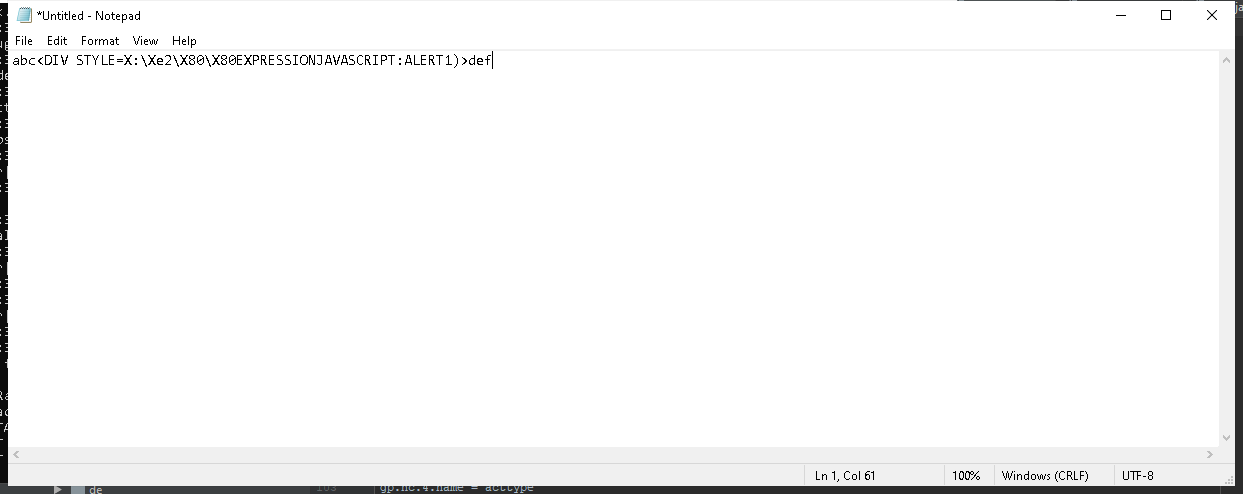 *Untitled - Notepad
File Edit Format View Help
abc<DIV STYLE=X:\Xe2\X80\X80EXPRESSIONJAVASCRIPT:ALERT1)>def
Ln 1, Col 61 100% Windows (CRLF) UTF-8
de
gp.nc.4.name = acttype